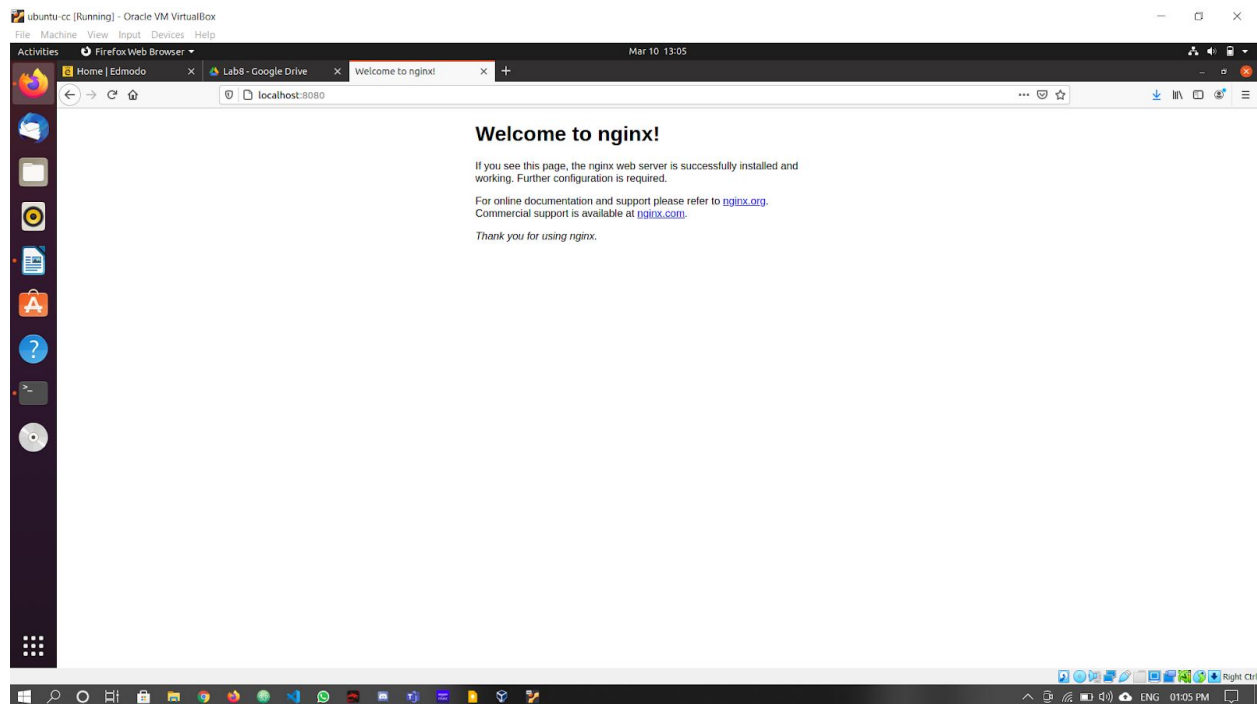 ubuntu-cc [Running] - Oracle VM VirtualBox
File Machine View Input Devices Help
Activities Firefox Web Browser Mar 10 13:05
Home | Edmodo Lab8 - Google Drive Welcome to nginx!
localhost:8080
Welcome to nginx!
If you see this page, the nginx web server is successfully installed and
working. Further configuration is required.
For online documentation and support please refer to nginx.org.
Commercial support is available at nginx.com.
Thank you for using nginx.
Right Ctrl
ENG 01:05 PM